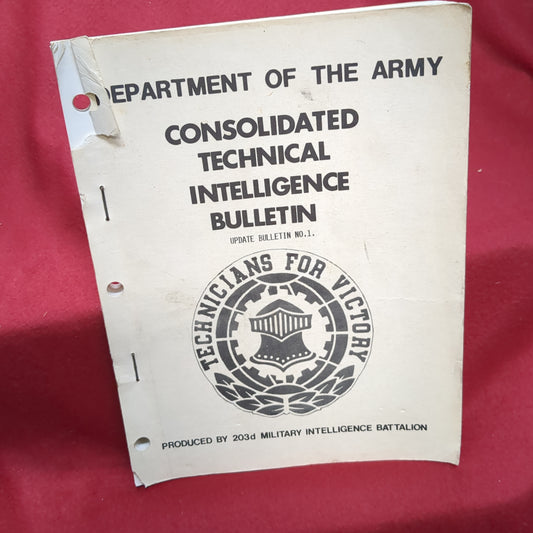 DEPARTMENT OF THE ARMY
CONSOLIDATED
TECHNICAL
INTELLIGENCE
BULLETIN
UPDATE BULLETIN NO.1.
TECHNICIANS FOR VICTORY
PRODUCED BY 203d MILITARY INTELLIGENCE BATTALION